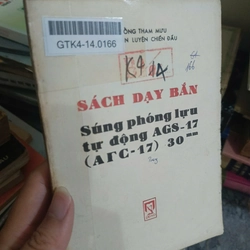 GTK4-14.0166
ỔNG THAM MƯU
N LUYỆN CHIẾN ĐẤU
K4
SÁCH DẠY BẮN
Súng phóng lựu
tự động AGS-17
(АГС-17) 30mm